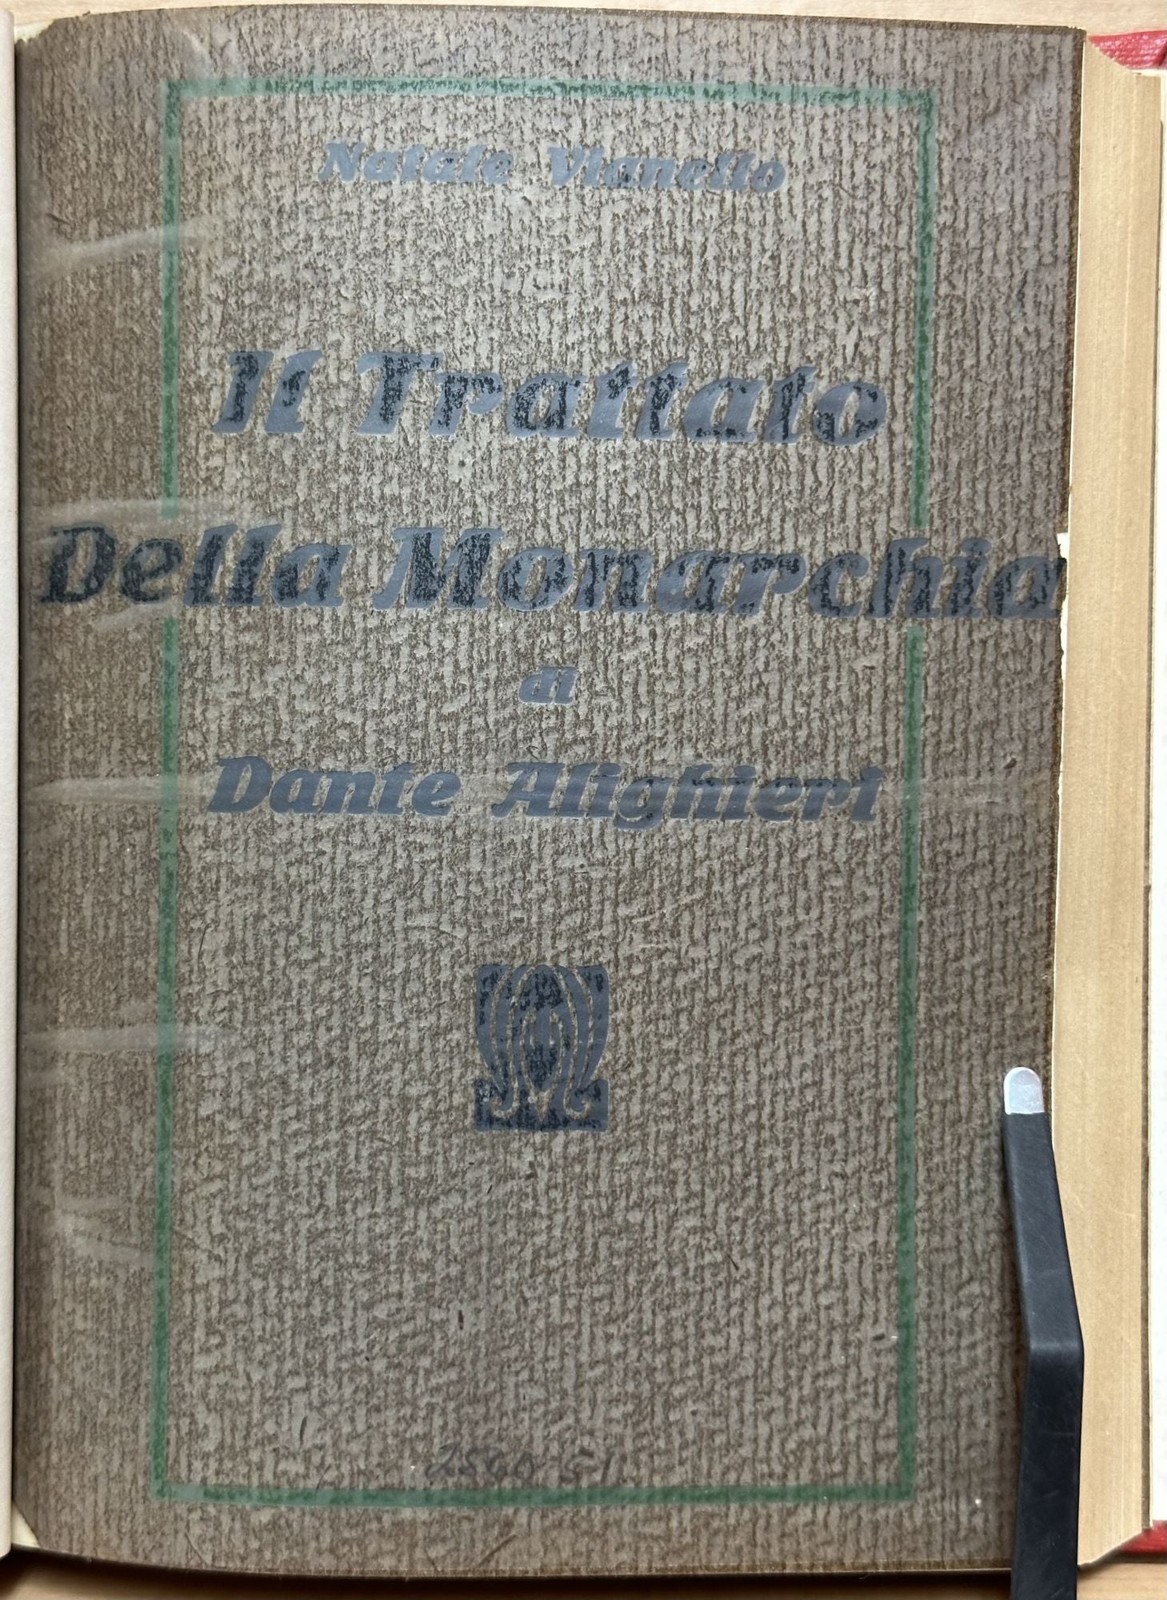 Natale Vianello
Il Trattato
Della Monarchia
di
Dante Alighieri